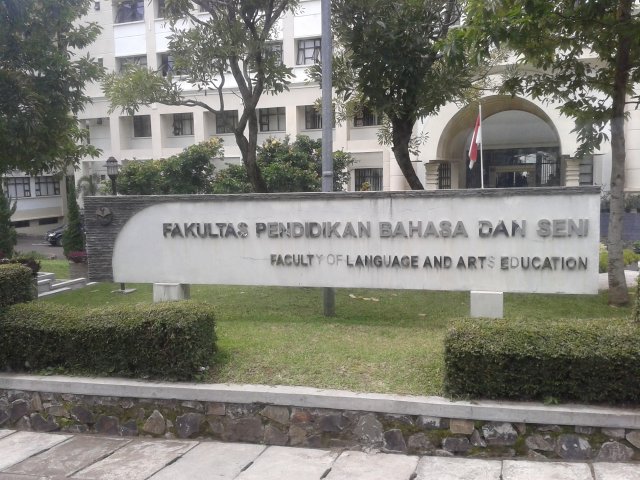 FAKULTAS PENDIDIKAN BAHASA DAN SENI
FACULTY OF LANGUAGE AND ARTS EDUCATION